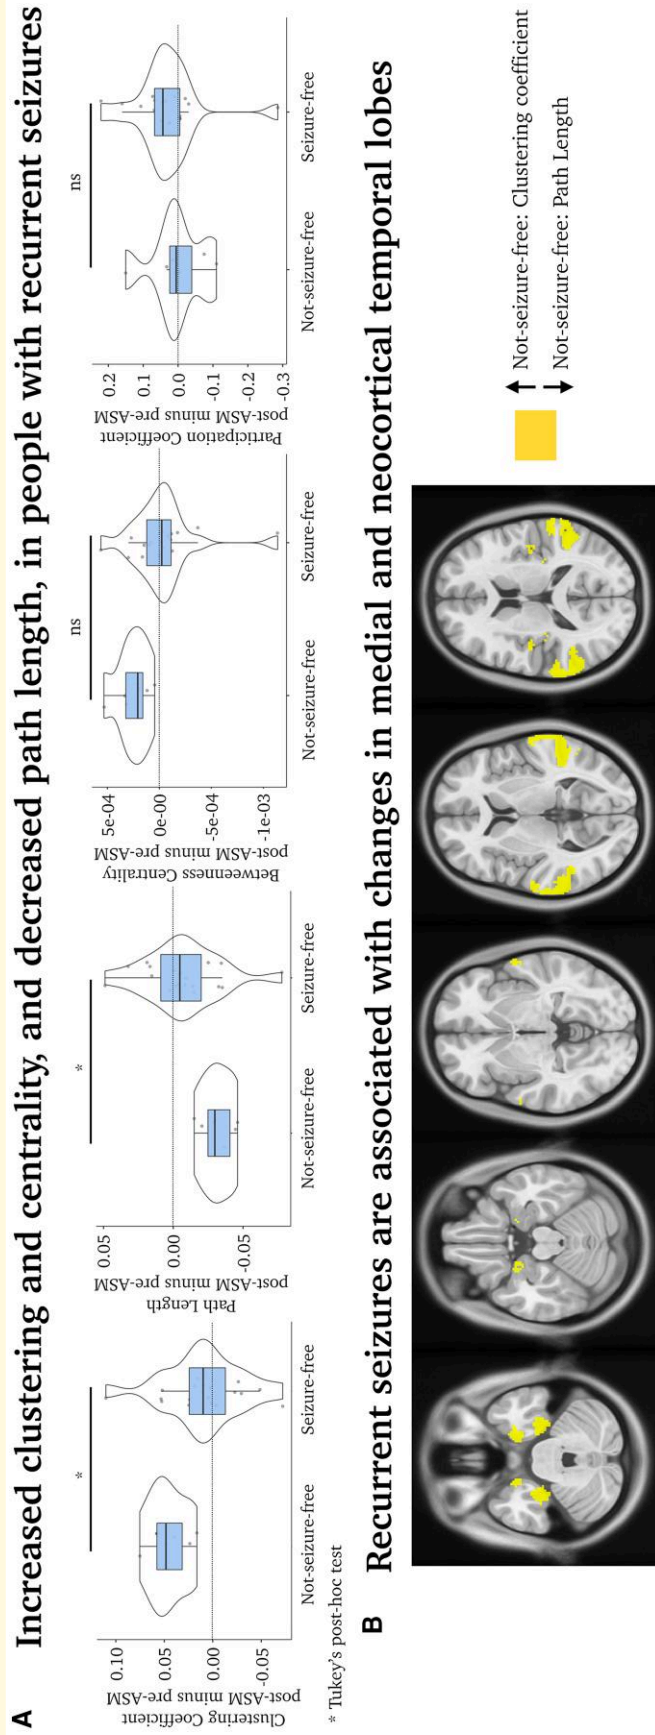 A
Increased clustering and centrality, and decreased path length, in people with recurrent seizures
Clustering Coefficient
post-ASM minus pre-ASM
0.10
0.05
0.00
-0.05
*
Not-seizure-free
Seizure-free
Path Length
post-ASM minus pre-ASM
0.05
0.00
-0.05
*
Not-seizure-free
Seizure-free
Betweenness Centrality
post-ASM minus pre-ASM
5e-04
0e-00
-5e-04
-1e-03
ns
Not-seizure-free
Seizure-free
Participation Coefficient
post-ASM minus pre-ASM
0.2
0.1
0.0
-0.1
-0.2
-0.3
ns
Not-seizure-free
Seizure-free
* Tukey's post-hoc test
B
Recurrent seizures are associated with changes in medial and neocortical temporal lobes
Not-seizure-free: Clustering coefficient
Not-seizure-free: Path Length